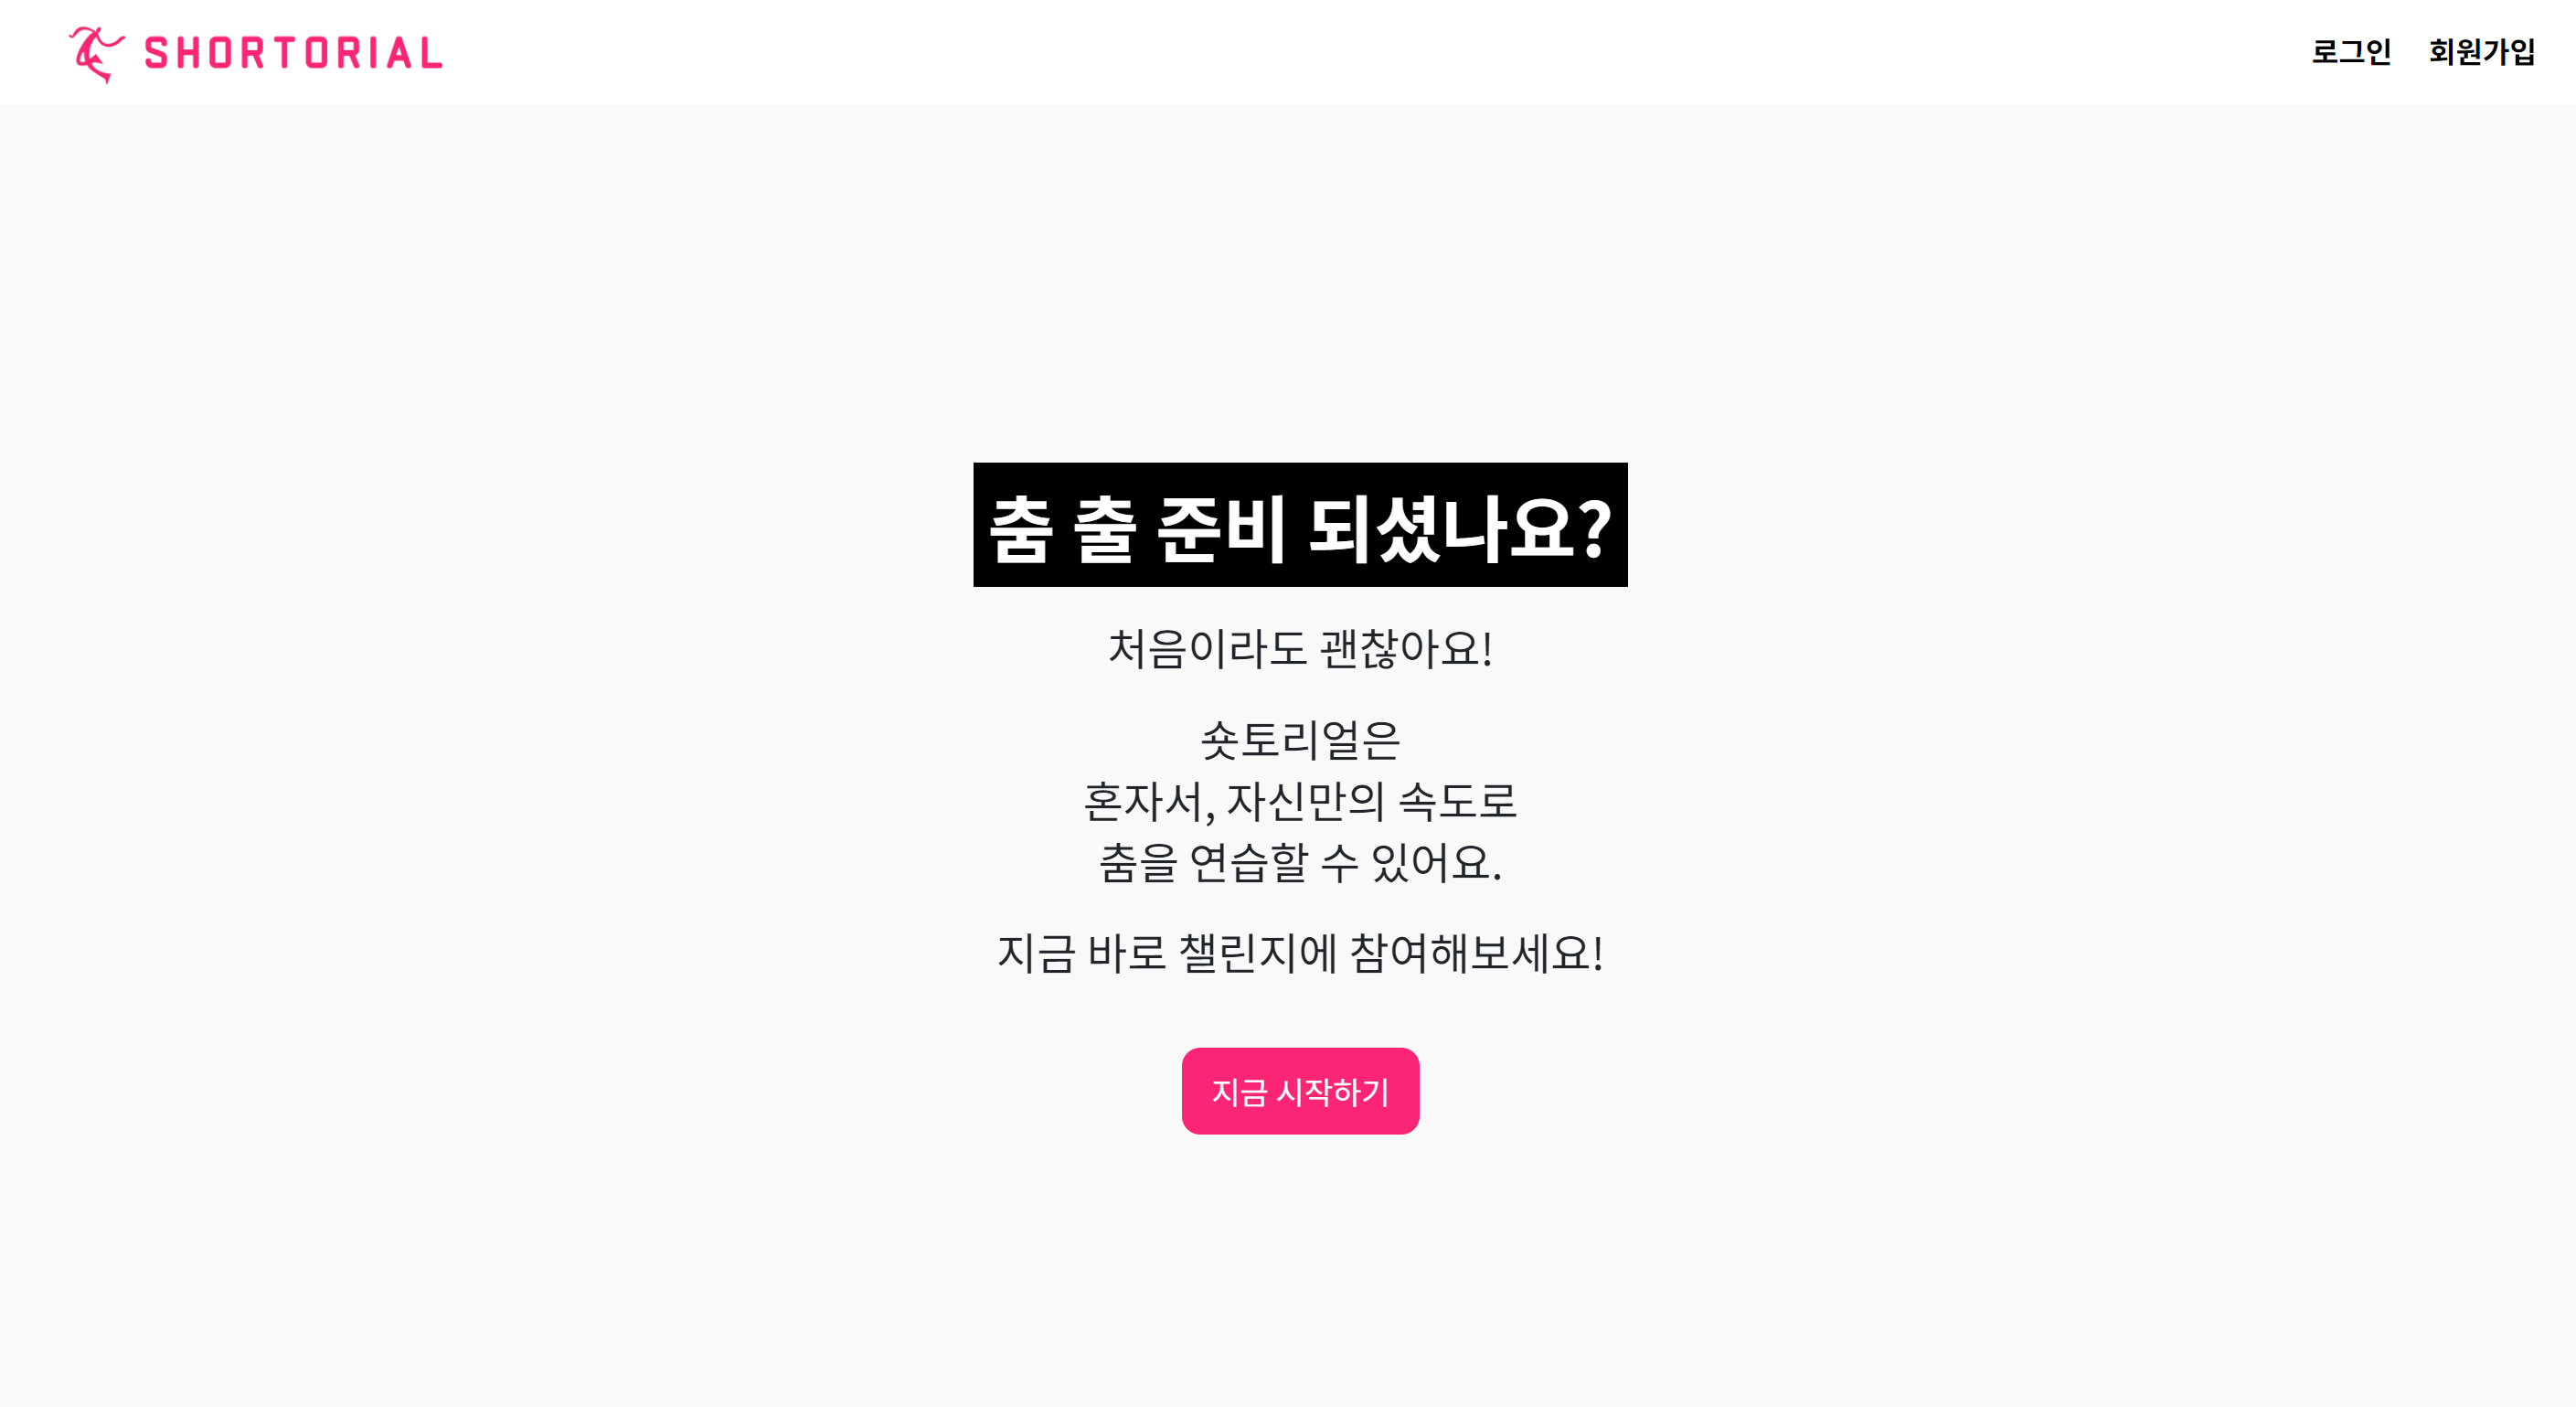 SHORTORIAL
로그인 회원가입
춤 출 준비 되셨나요?
처음이라도 괜찮아요!
숏토리얼은
혼자서, 자신만의 속도로
춤을 연습할 수 있어요.
지금 바로 챌린지에 참여해보세요!
지금 시작하기